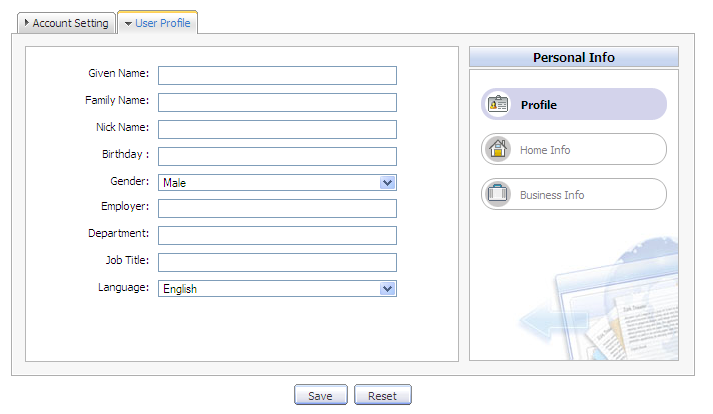 Account Setting
User Profile
Personal Info
Given Name:
Family Name:
Nick Name:
Birthday :
Gender: Male
Employer:
Department:
Job Title:
Language: English
Profile
Home Info
Business Info
Save
Reset